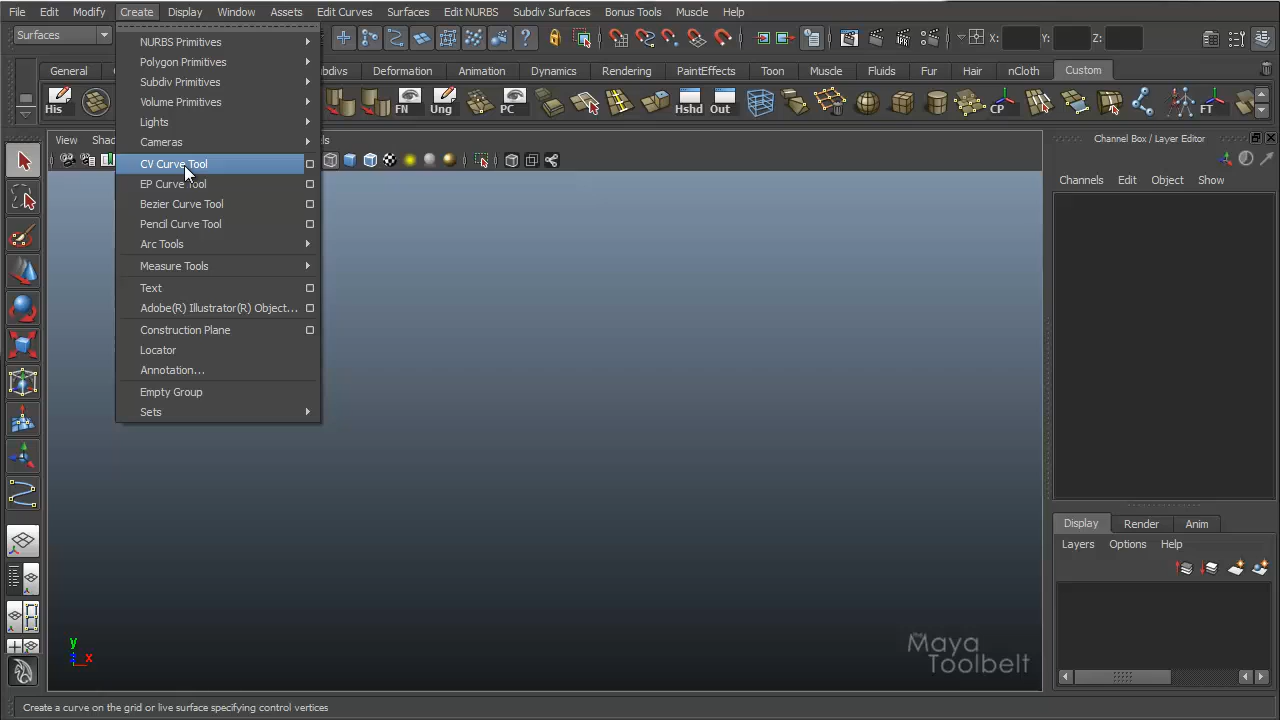 File Edit Modify Create Display Window Assets Edit Curves Surfaces Edit NURBS Subdiv Surfaces Bonus Tools Muscle Help
Surfaces X: Y: Z:
General bdivs Deformation Animation Dynamics Rendering PaintEffects Toon Muscle Fluids Fur Hair nCloth Custom
His FN Ung PC Hshd Out CP FT
View Shad ls
Channel Box / Layer Editor
Channels Edit Object Show
NURBS Primitives
Polygon Primitives
Subdiv Primitives
Volume Primitives
Lights
Cameras
CV Curve Tool
EP Curve Tool
Bezier Curve Tool
Pencil Curve Tool
Arc Tools
Measure Tools
Text
Adobe(R) Illustrator(R) Object...
Construction Plane
Locator
Annotation...
Empty Group
Sets
Display Render Anim
Layers Options Help
y
x
The Maya
Toolbelt
Create a curve on the grid or live surface specifying control vertices